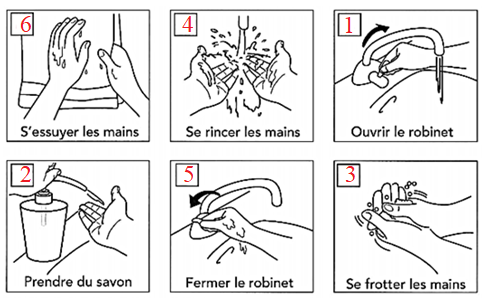 6
S'essuyer les mains
4
Se rincer les mains
1
Ouvrir le robinet
2
Prendre du savon
5
Fermer le robinet
3
Se frotter les mains